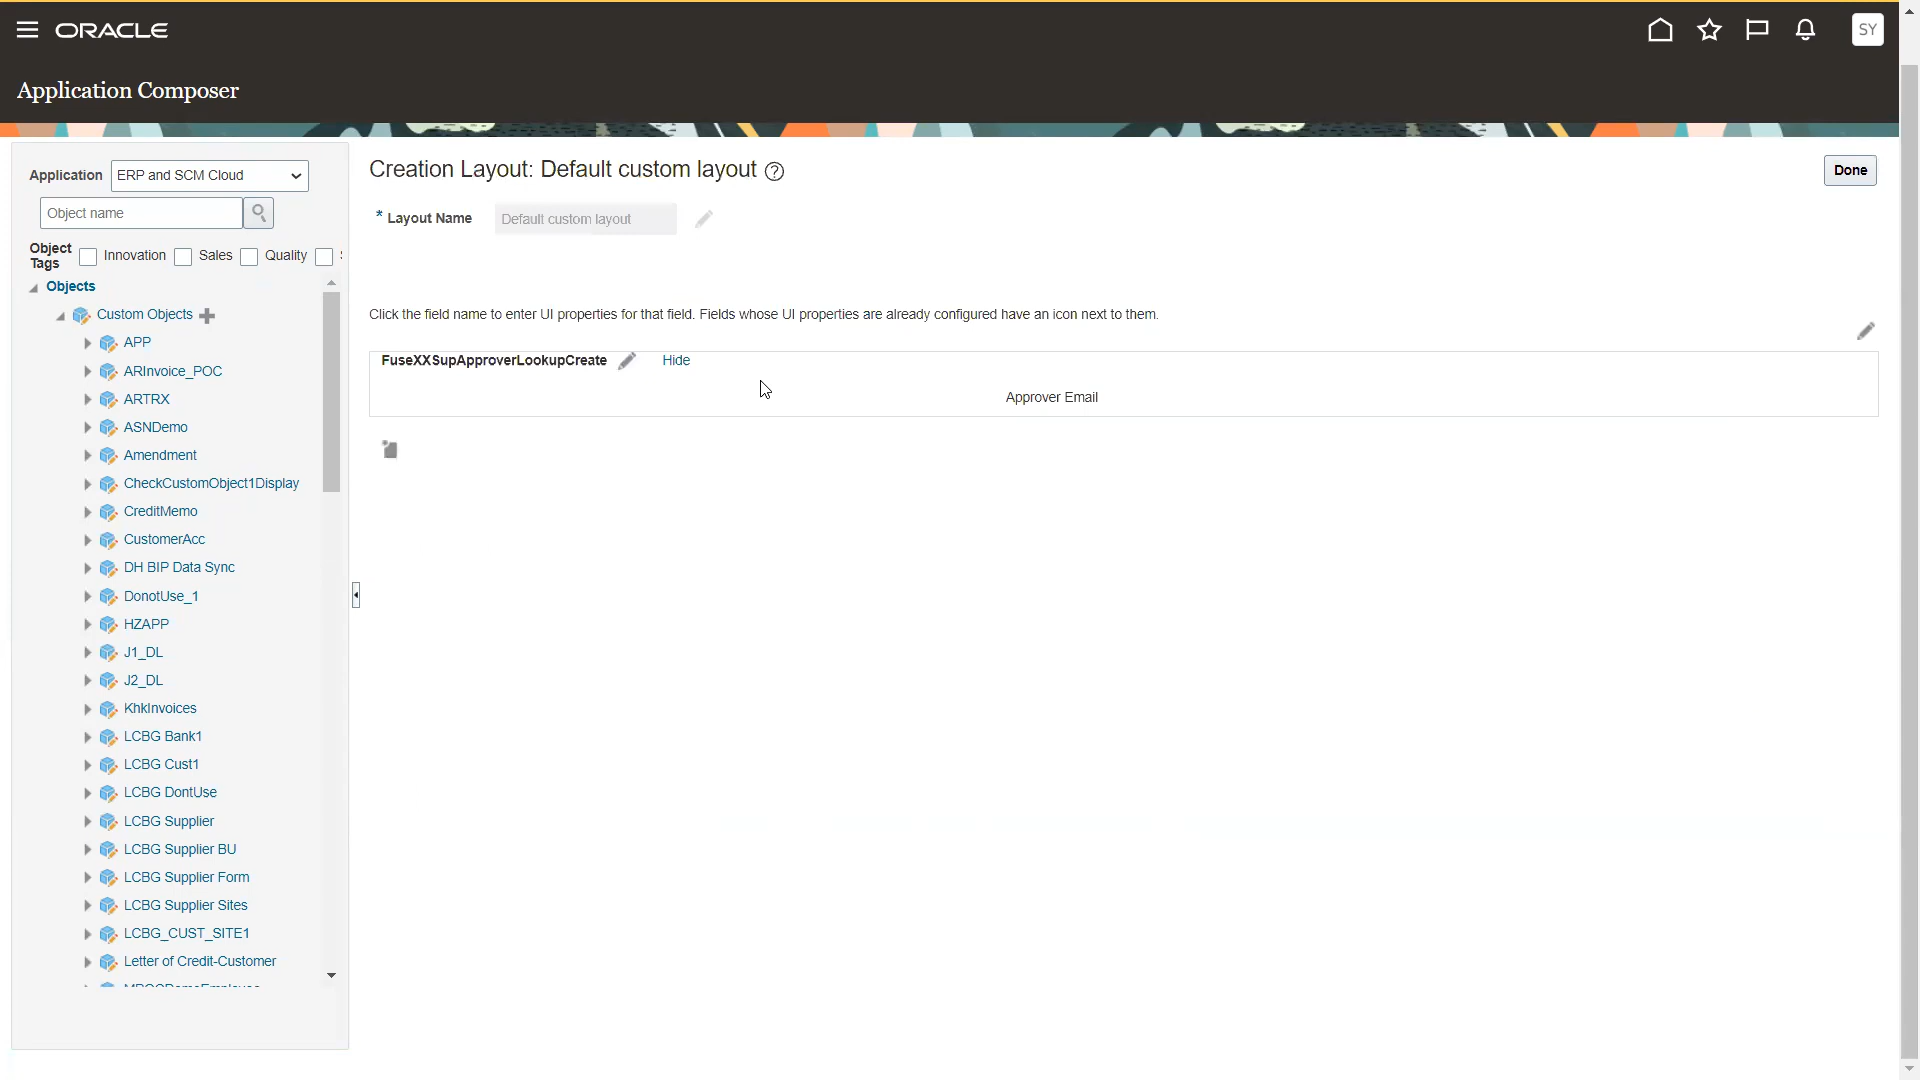 ORACLE
SY
Application Composer
Application ERP and SCM Cloud
Object name
Object Tags Innovation Sales Quality
Objects
Custom Objects
APP
ARInvoice_POC
ARTRX
ASNDemo
Amendment
CheckCustomObject1Display
CreditMemo
CustomerAcc
DH BIP Data Sync
DonotUse_1
HZAPP
J1_DL
J2_DL
KhkInvoices
LCBG Bank1
LCBG Cust1
LCBG DontUse
LCBG Supplier
LCBG Supplier BU
LCBG Supplier Form
LCBG Supplier Sites
LCBG_CUST_SITE1
Letter of Credit-Customer
Creation Layout: Default custom layout ?
Done
* Layout Name Default custom layout
Click the field name to enter UI properties for that field. Fields whose UI properties are already configured have an icon next to them.
FuseXXSupApproverLookupCreate Hide
Approver Email